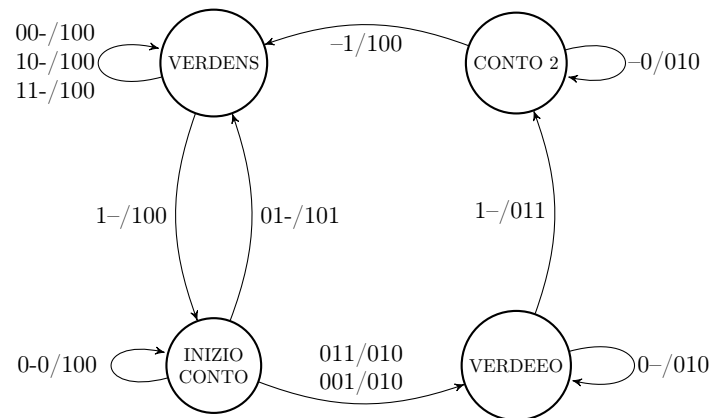 00-/100
10-/100
11-/100
VERDENS
–1/100
CONTO 2
–0/010
1–/100
01-/101
1–/011
0-0/100
INIZIO
CONTO
011/010
001/010
VERDEEO
0–/010